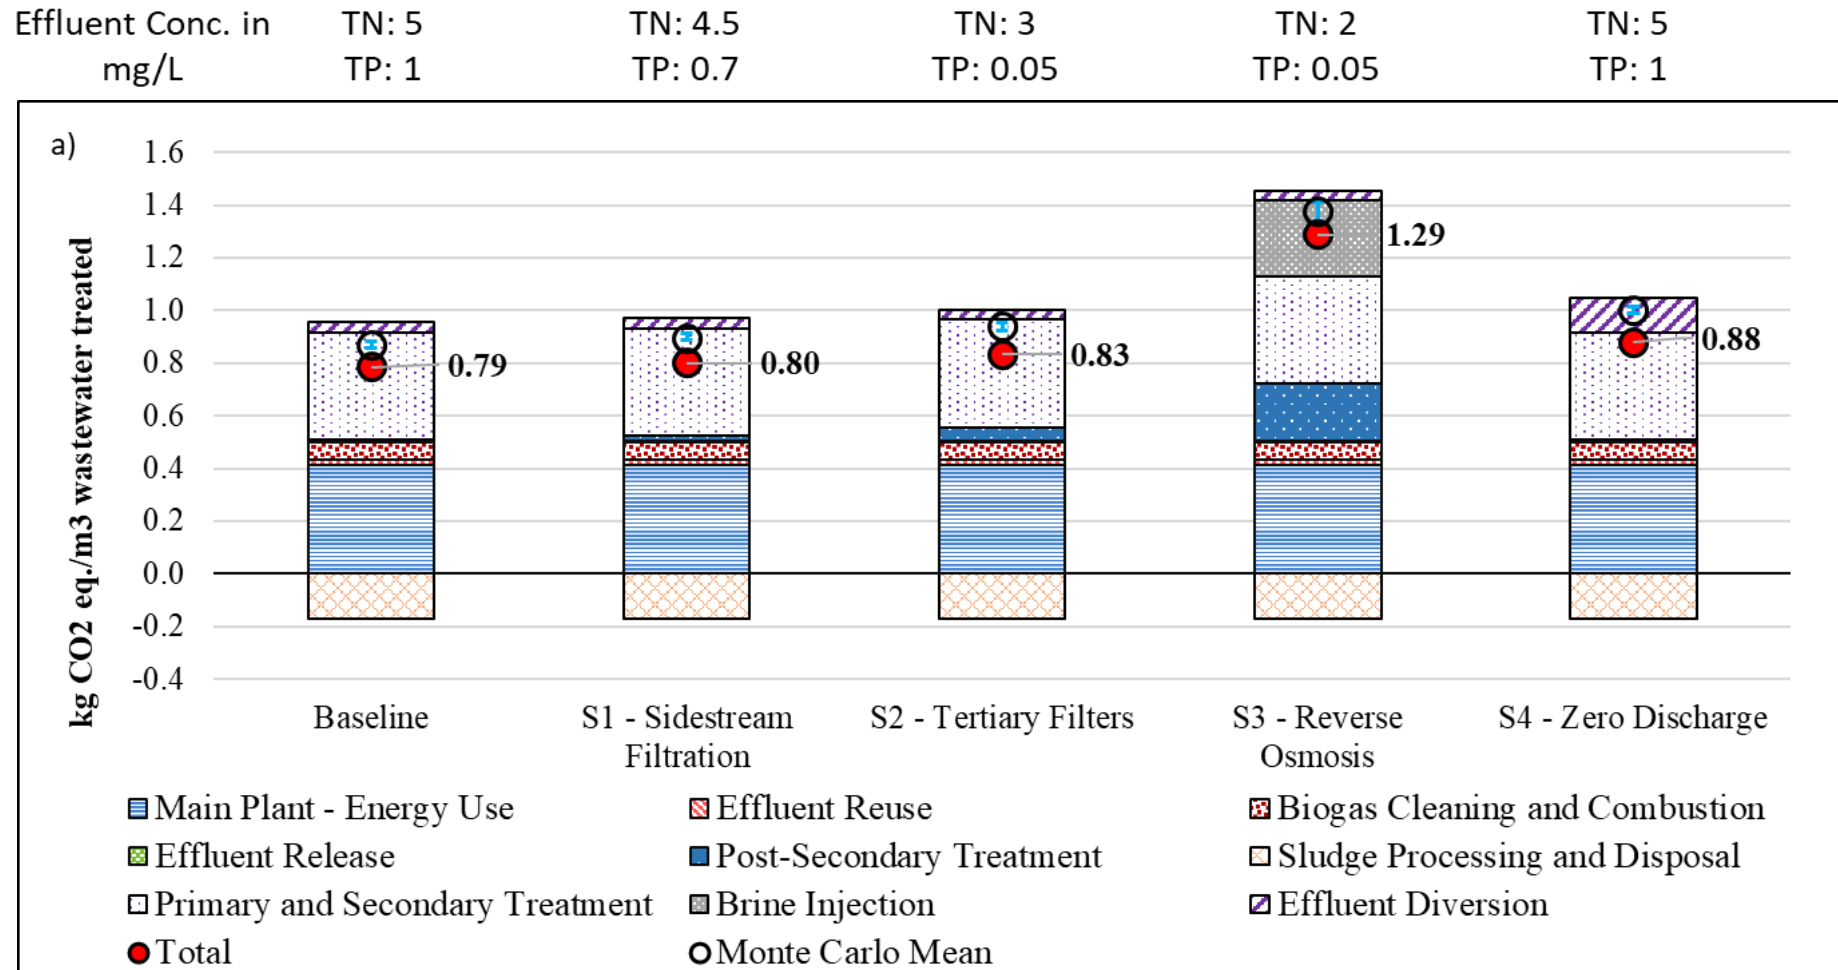 Effluent Conc. in TN: 5 TN: 4.5 TN: 3 TN: 2 TN: 5
mg/L TP: 1 TP: 0.7 TP: 0.05 TP: 0.05 TP: 1
a)
kg CO2 eq./m3 wastewater treated
1.6
1.4
1.2
1.0
0.8
0.6
0.4
0.2
0.0
-0.2
-0.4
0.79
0.80
0.83
1.29
0.88
Baseline
S1 - Sidestream
Filtration
S2 - Tertiary Filters
S3 - Reverse
Osmosis
S4 - Zero Discharge
Main Plant - Energy Use
Effluent Reuse
Biogas Cleaning and Combustion
Effluent Release
Post-Secondary Treatment
Sludge Processing and Disposal
Primary and Secondary Treatment
Brine Injection
Effluent Diversion
Total
Monte Carlo Mean